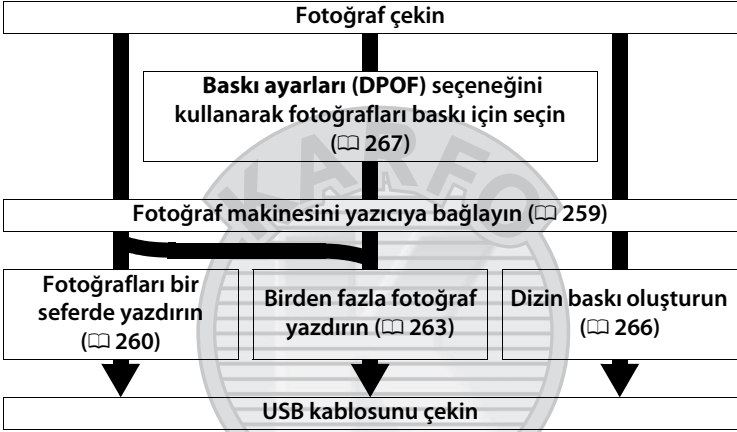 Fotoğraf çekin
Baskı ayarları (DPOF) seçeneğini
kullanarak fotoğrafları baskı için seçin
(📖 267)
KARFO
Fotoğraf makinesini yazıcıya bağlayın (📖 259)
Fotoğrafları bir
seferde yazdırın
(📖 260)
Birden fazla fotoğraf
yazdırın (📖 263)
Dizin baskı oluşturun
(📖 266)
USB kablosunu çekin